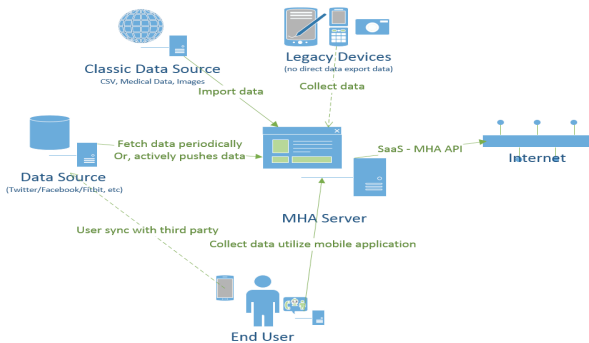 Classic Data Source
CSV, Medical Data, Images
Legacy Devices
(no direct data export data)
Import data
Collect data
Fetch data periodically
Or, actively pushes data
SaaS - MHA API
Internet
Data Source
(Twitter/Facebook/Fitbit, etc)
MHA Server
User sync with third party
Collect data utilize mobile application
End User